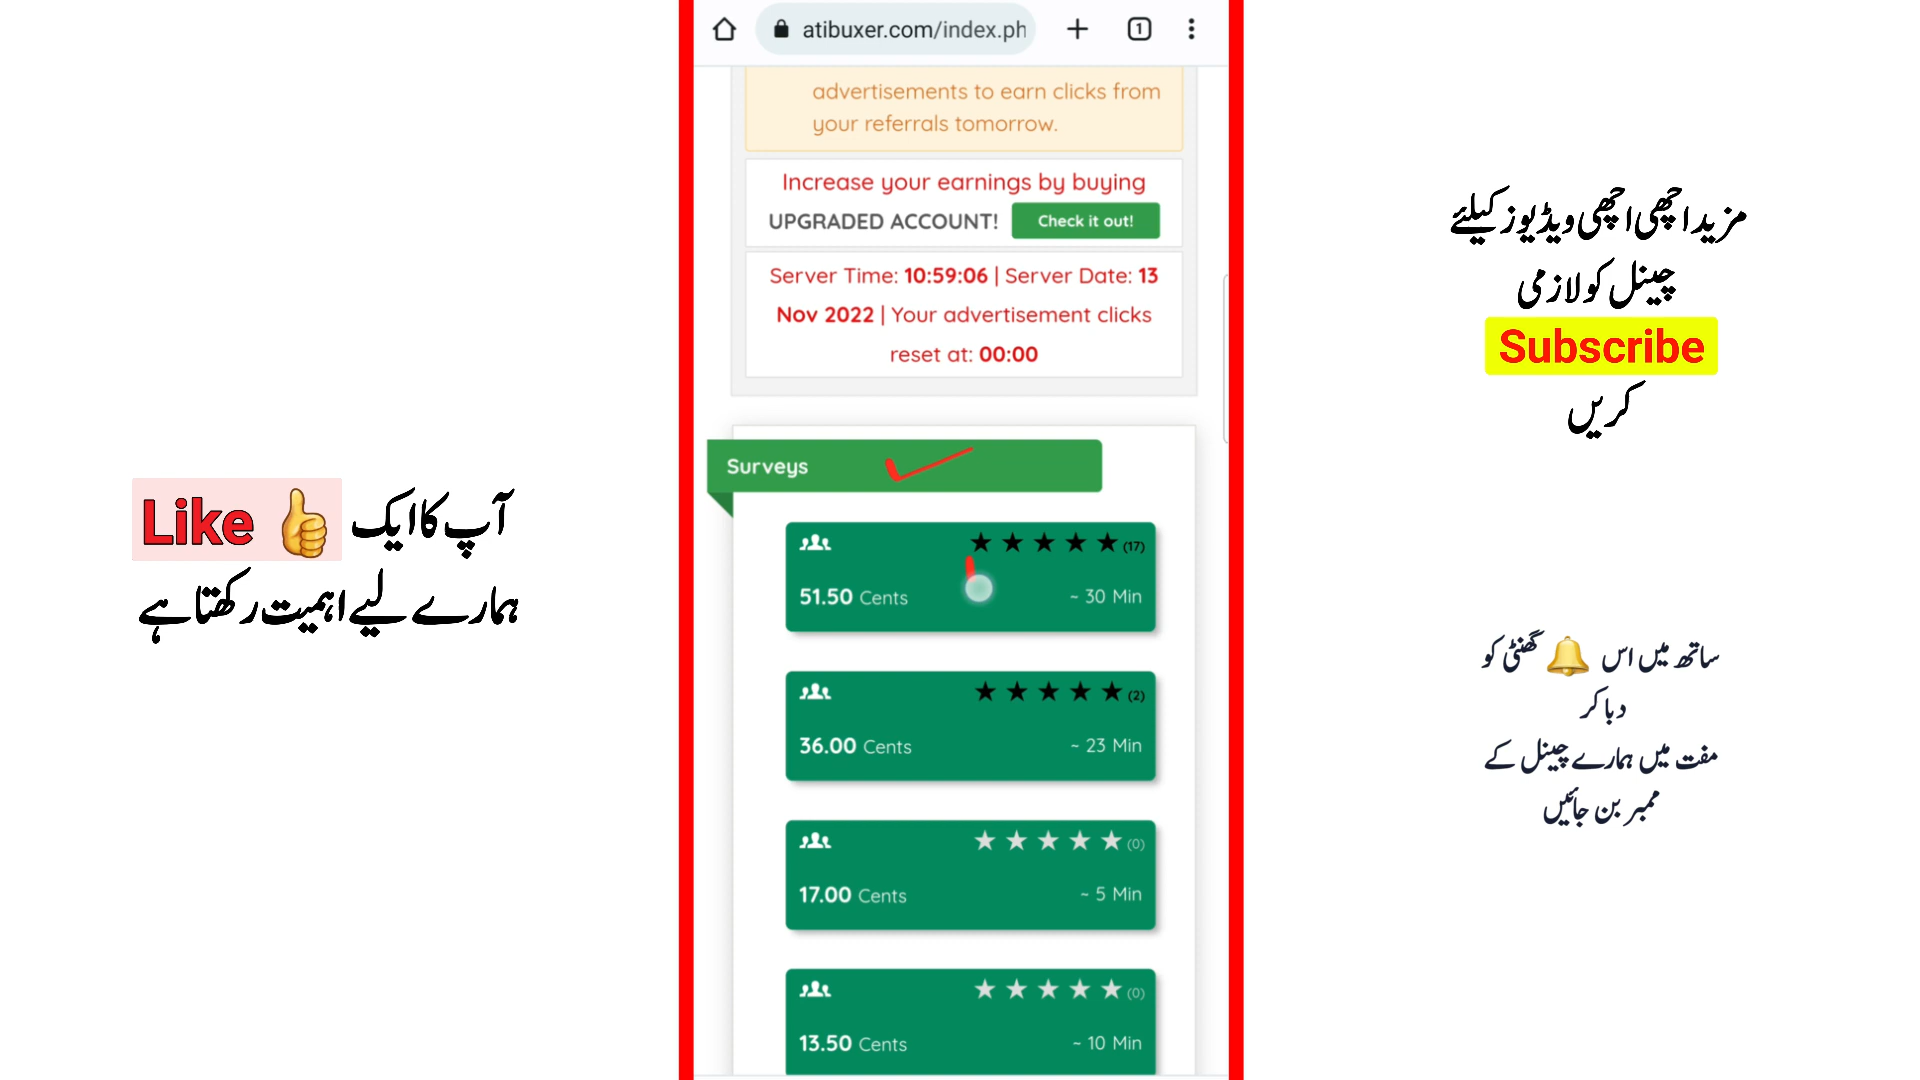 آپ کا ایک Like 👍
ہمارے لیے اہمیت رکھتا ہے
1
atibuxer.com/index.ph
advertisements to earn clicks from
your referrals tomorrow.
Increase your earnings by buying
UPGRADED ACCOUNT! Check it out!
Server Time: 10:59:06 | Server Date: 13
Nov 2022 | Your advertisement clicks
reset at: 00:00
Surveys
(17)
51.50 Cents ~ 30 Min
(2)
36.00 Cents ~ 23 Min
(0)
17.00 Cents ~ 5 Min
(0)
13.50 Cents ~ 10 Min
مزید اچھی اچھی ویڈیوز کیلئے
چینل کو لازمی
Subscribe
کریں
ساتھ میں اس 🔔 گھنٹی کو
دبا کر
مفت میں ہمارے چینل کے
ممبر بن جائیں